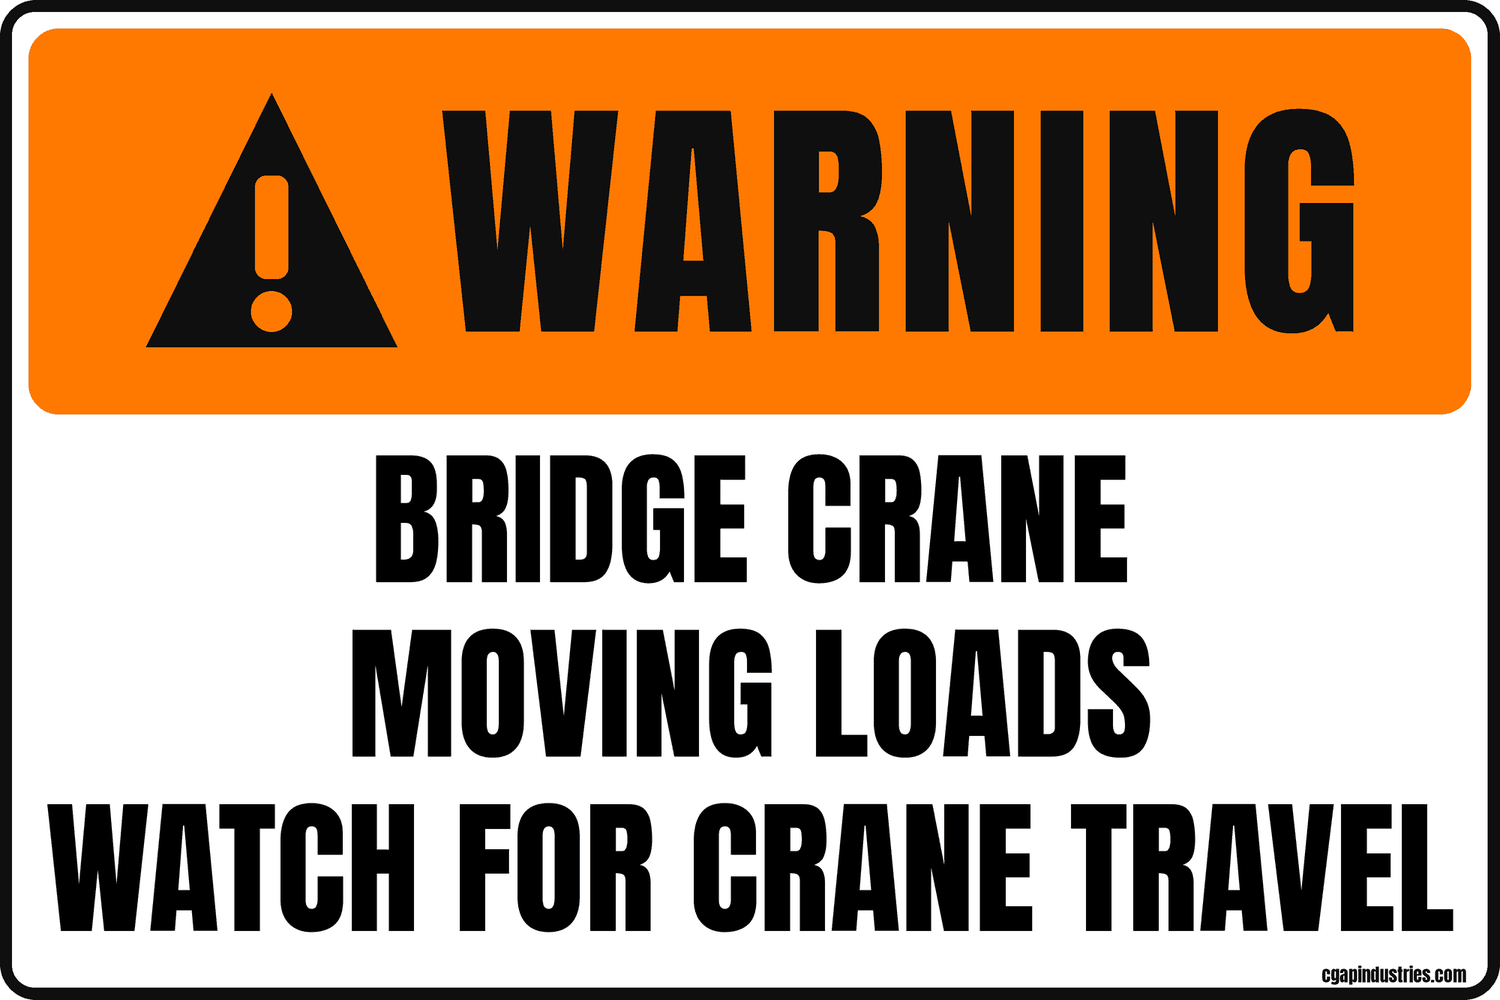 WARNING
BRIDGE CRANE
MOVING LOADS
WATCH FOR CRANE TRAVEL
cgapindustries.com